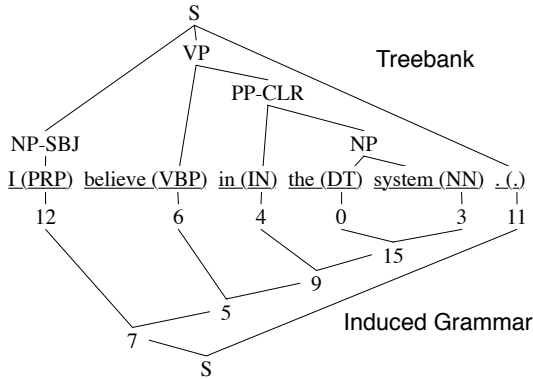 S
VP
Treebank
PP-CLR
NP-SBJ NP
I (PRP) believe (VBP) in (IN) the (DT) system (NN) . (.)
12 6 4 0 3 11
15
9
5
Induced Grammar
7
S